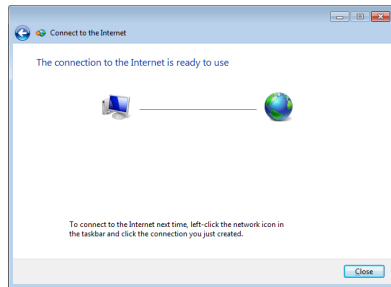 Connect to the Internet
The connection to the Internet is ready to use
To connect to the Internet next time, left-click the network icon in
the taskbar and click the connection you just created.
Close